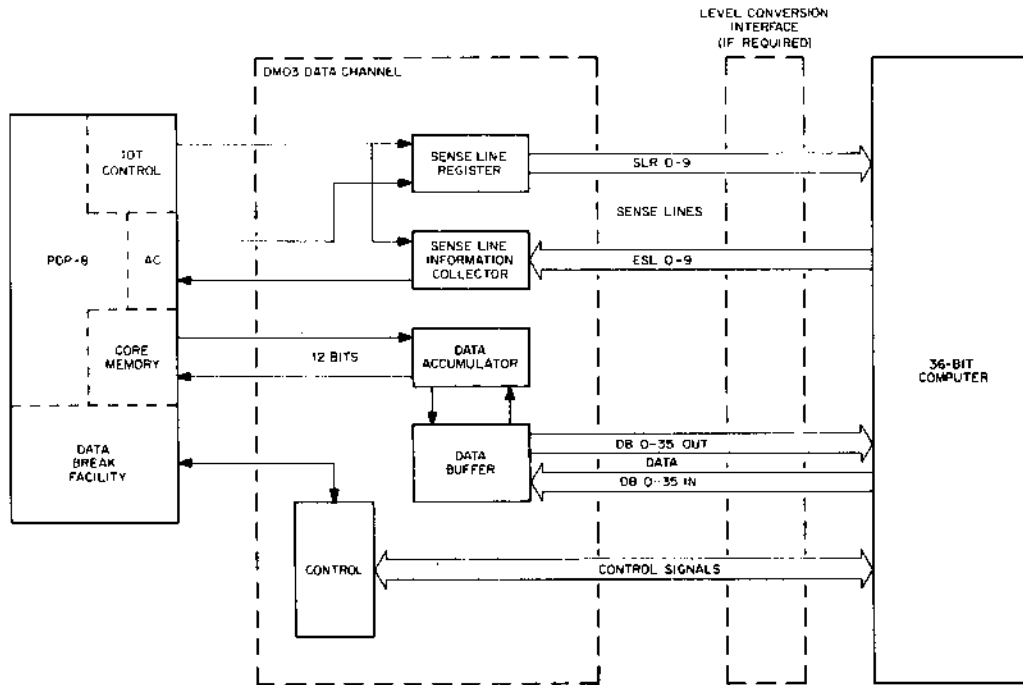 LEVEL CONVERSION
INTERFACE
(IF REQUIRED)
DM03 DATA CHANNEL
IOT
CONTROL
SENSE LINE
REGISTER
SLR 0-9
SENSE LINES
PDP-8
AC
SENSE LINE
INFORMATION
COLLECTOR
ESL 0-9
CORE
MEMORY
12 BITS
DATA
ACCUMULATOR
36-BIT
COMPUTER
DATA
BREAK
FACILITY
DATA
BUFFER
DB 0-35 OUT
DATA
DB 0-35 IN
CONTROL
CONTROL SIGNALS